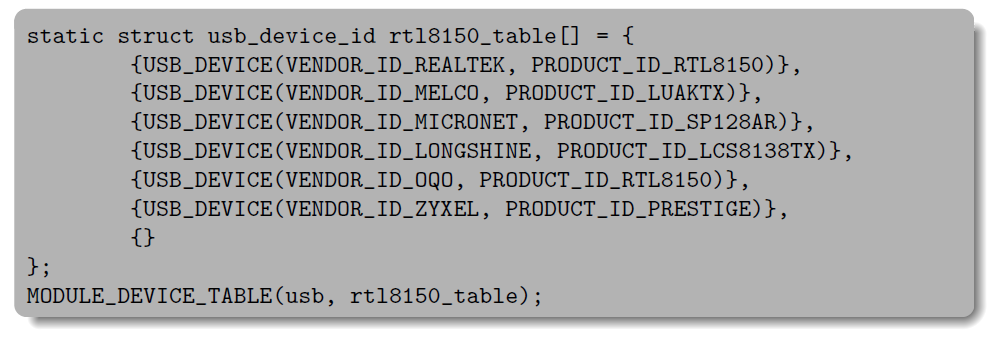 static struct usb_device_id rtl8150_table[] = {
        {USB_DEVICE(VENDOR_ID_REALTEK, PRODUCT_ID_RTL8150)},
        {USB_DEVICE(VENDOR_ID_MELCO, PRODUCT_ID_LUAKTX)},
        {USB_DEVICE(VENDOR_ID_MICRONET, PRODUCT_ID_SP128AR)},
        {USB_DEVICE(VENDOR_ID_LONGSHINE, PRODUCT_ID_LCS8138TX)},
        {USB_DEVICE(VENDOR_ID_OQO, PRODUCT_ID_RTL8150)},
        {USB_DEVICE(VENDOR_ID_ZYXEL, PRODUCT_ID_PRESTIGE)},
        {}
};
MODULE_DEVICE_TABLE(usb, rtl8150_table);